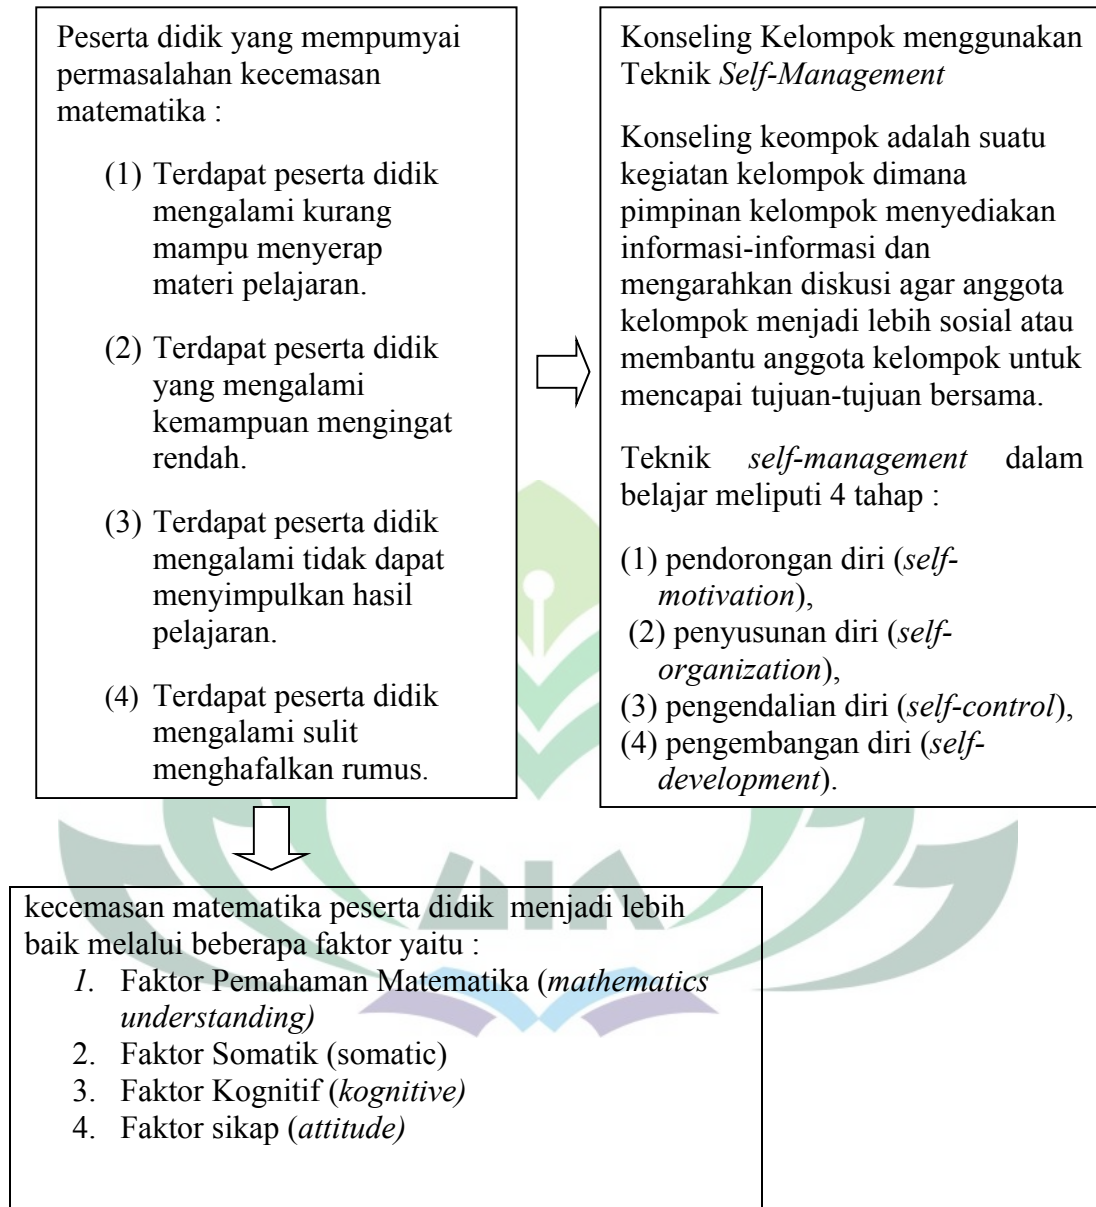 Peserta didik yang mempumyai
permasalahan kecemasan
matematika :
(1) Terdapat peserta didik
mengalami kurang
mampu menyerap
materi pelajaran.
(2) Terdapat peserta didik
yang mengalami
kemampuan mengingat
rendah.
(3) Terdapat peserta didik
mengalami tidak dapat
menyimpulkan hasil
pelajaran.
(4) Terdapat peserta didik
mengalami sulit
menghafalkan rumus.
Konseling Kelompok menggunakan
Teknik Self-Management
Konseling keompok adalah suatu
kegiatan kelompok dimana
pimpinan kelompok menyediakan
informasi-informasi dan
mengarahkan diskusi agar anggota
kelompok menjadi lebih sosial atau
membantu anggota kelompok untuk
mencapai tujuan-tujuan bersama.
Teknik self-management dalam
belajar meliputi 4 tahap :
(1) pendorongan diri (self-
motivation),
(2) penyusunan diri (self-
organization),
(3) pengendalian diri (self-control),
(4) pengembangan diri (self-
development).
kecemasan matematika peserta didik menjadi lebih
baik melalui beberapa faktor yaitu :
1. Faktor Pemahaman Matematika (mathematics
understanding)
2. Faktor Somatik (somatic)
3. Faktor Kognitif (kognitive)
4. Faktor sikap (attitude)